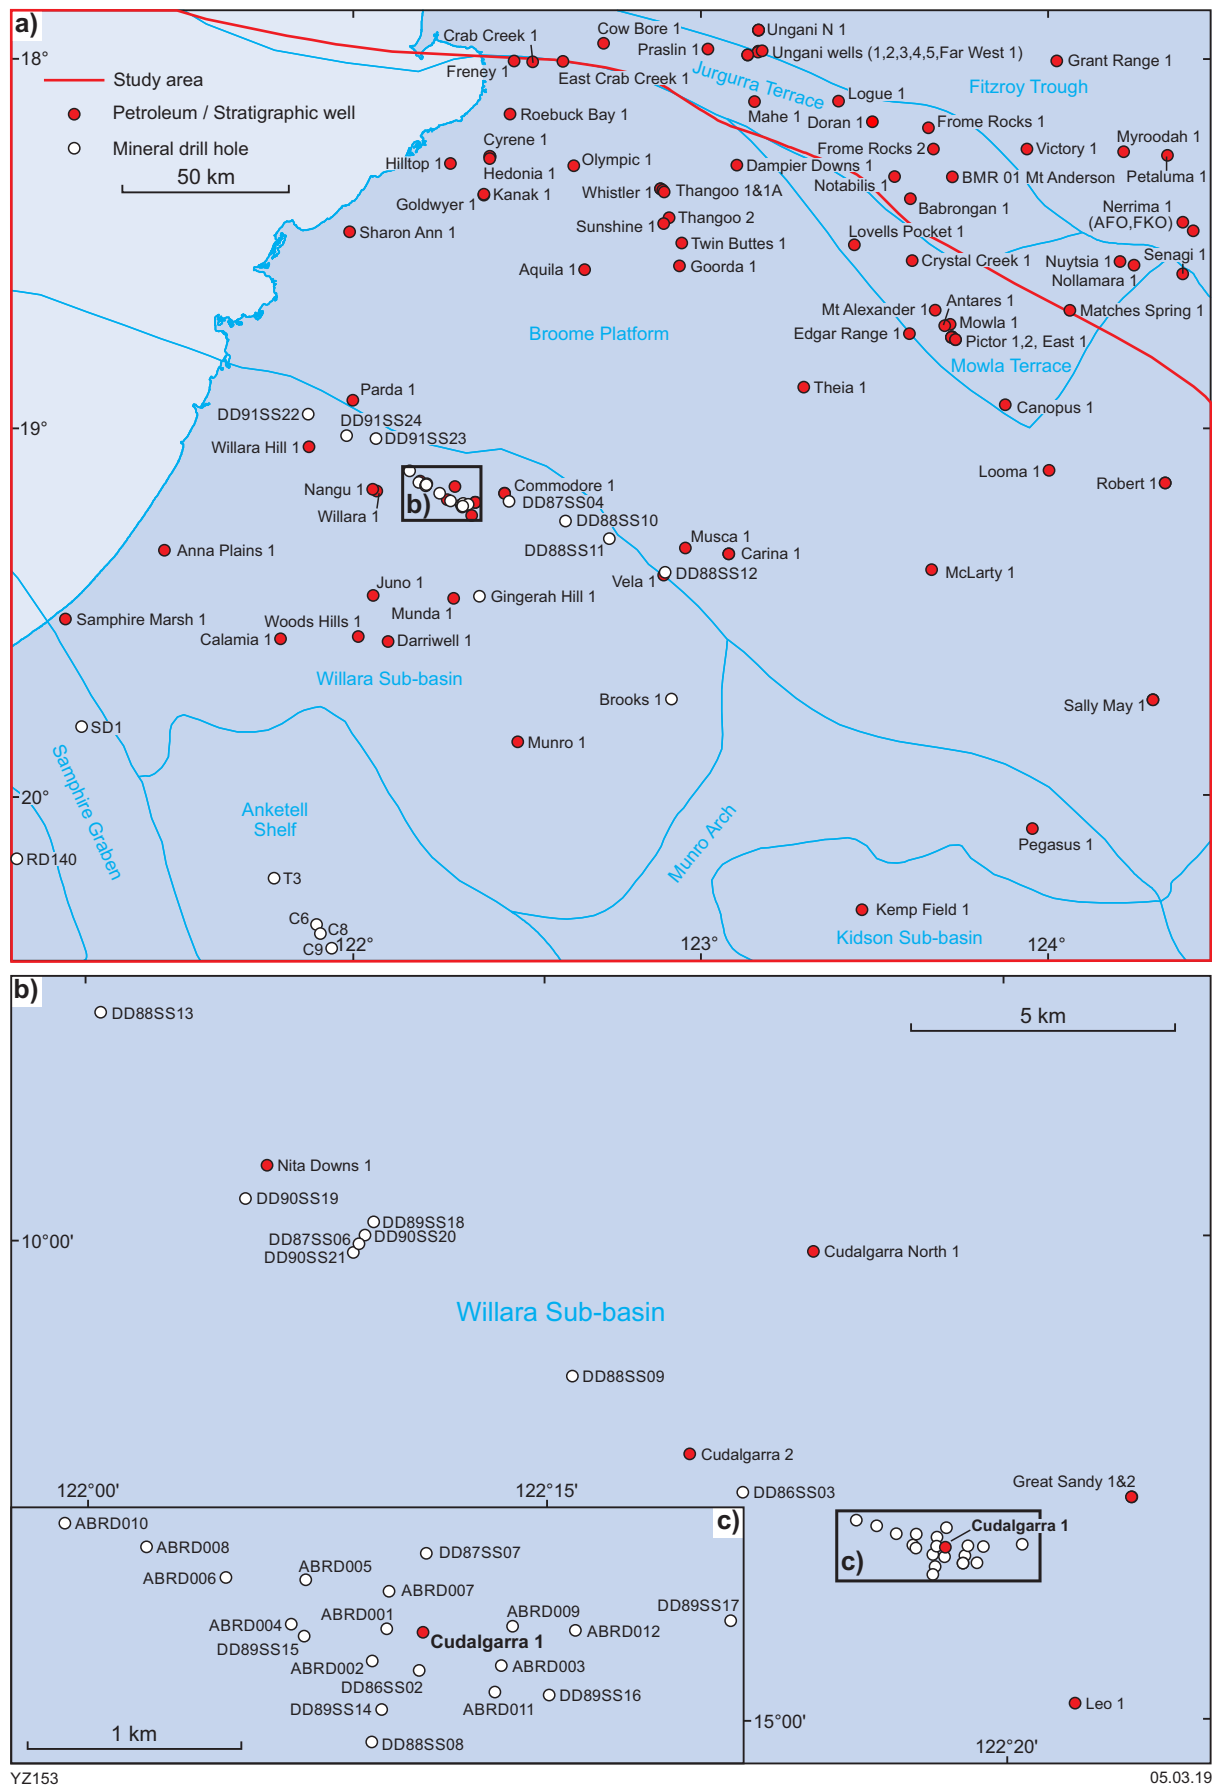 a)
18°
Study area
Petroleum / Stratigraphic well
Mineral drill hole
50 km
Crab Creek 1
Freney 1
Cow Bore 1
Praslin 1
East Crab Creek 1
Ungani N 1
Ungani wells (1,2,3,4,5,Far West 1)
Jurgurra Terrace
Fitzroy Trough
Grant Range 1
Roebuck Bay 1
Mahe 1
Logue 1
Doran 1
Frome Rocks 1
Frome Rocks 2
Victory 1
Myroodah 1
Petaluma 1
Cyrene 1
Hilltop 1
Hedonia 1
Olympic 1
Dampier Downs 1
Notabilis 1
BMR 01 Mt Anderson
Kanak 1
Goldwyer 1
Whistler 1
Thangoo 1&1A
Babrongan 1
Nerrima 1
(AFO,FKO)
Sharon Ann 1
Sunshine 1
Thangoo 2
Twin Buttes 1
Lovells Pocket 1
Crystal Creek 1
Nuytsia 1
Nollamara 1
Senagi 1
Aquila 1
Goorda 1
Mt Alexander 1
Antares 1
Mowla 1
Matches Spring 1
Edgar Range 1
Pictor 1,2, East 1
Broome Platform
Mowla Terrace
Theia 1
Canopus 1
Parda 1
DD91SS22
DD91SS24
DD91SS23
19°
Willara Hill 1
Looma 1
Robert 1
Nangu 1
Willara 1
b)
Commodore 1
DD87SS04
DD88SS10
DD88SS11
Musca 1
Carina 1
Anna Plains 1
Vela 1
DD88SS12
McLarty 1
Juno 1
Munda 1
Gingerah Hill 1
Samphire Marsh 1
Woods Hills 1
Calamia 1
Darriwell 1
Willara Sub-basin
Brooks 1
Sally May 1
SD1
Munro 1
Samphire Graben
20°
Anketell
Shelf
Munro Arch
Pegasus 1
RD140
T3
C6
C8
C9
Kemp Field 1
Kidson Sub-basin
122°
123°
124°
b)
DD88SS13
5 km
Nita Downs 1
DD90SS19
DD89SS18
DD87SS06
DD90SS20
DD90SS21
10°00'
Cudalgarra North 1
Willara Sub-basin
DD88SS09
Cudalgarra 2
DD86SS03
Great Sandy 1&2
Cudalgarra 1
c)
122°00'
122°15'
c)
ABRD010
ABRD008
ABRD006
ABRD005
DD87SS07
ABRD007
ABRD004
ABRD001
DD89SS15
Cudalgarra 1
ABRD009
ABRD012
DD89SS17
ABRD002
DD86SS02
ABRD003
ABRD011
DD89SS16
DD89SS14
DD88SS08
1 km
Leo 1
15°00'
122°20'
YZ153
05.03.19